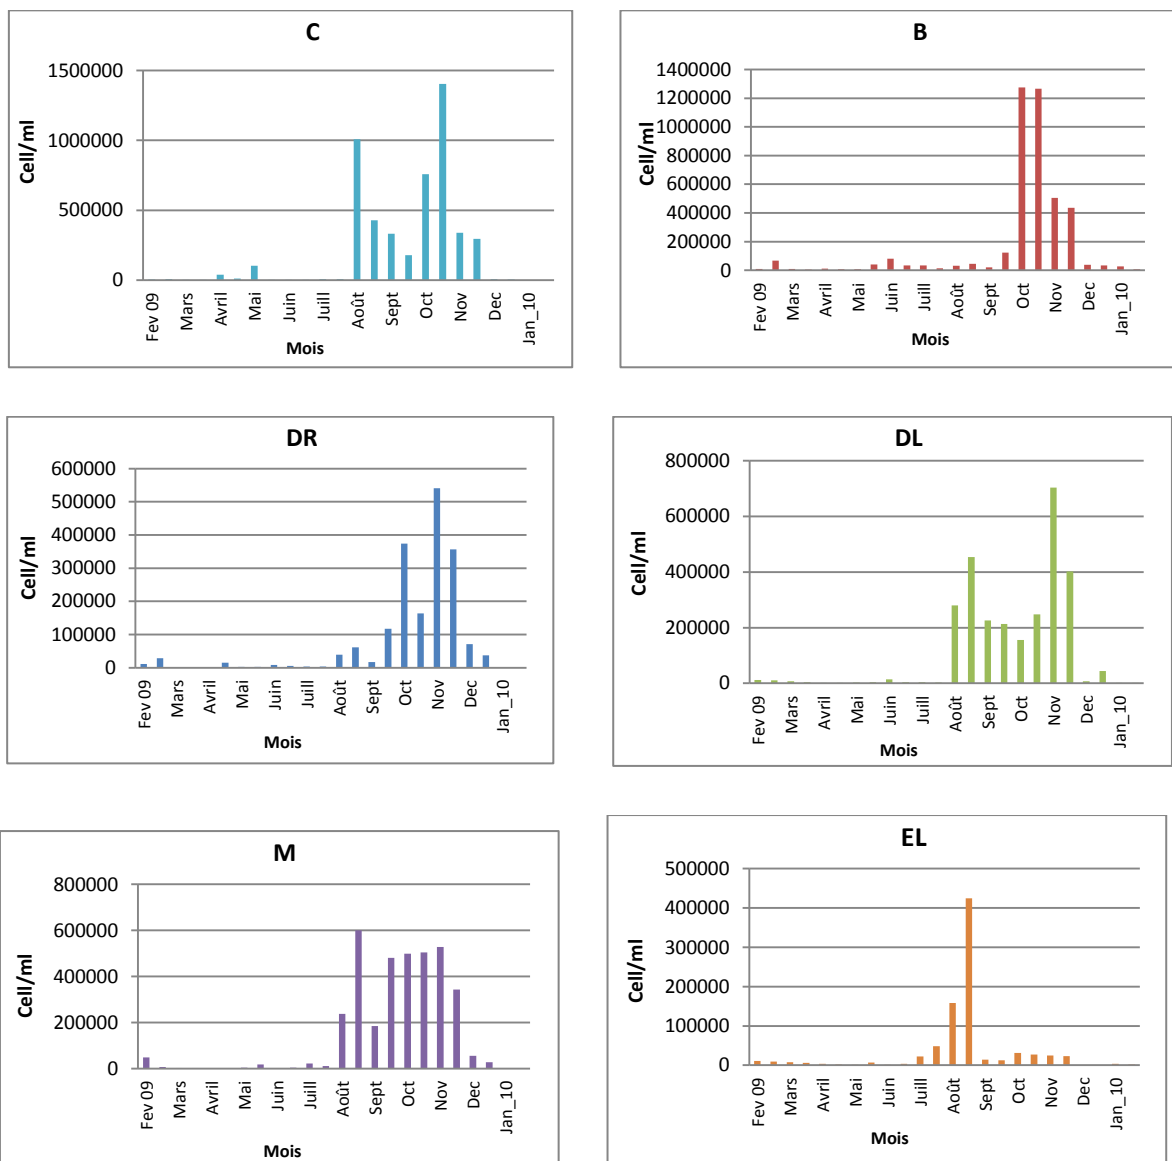 C
1500000
1000000
500000
0
Cell/ml
Fev 09
Mars
Avril
Mai
Juin
Juill
Août
Sept
Oct
Nov
Dec
Jan_10
Mois
B
1400000
1200000
1000000
800000
600000
400000
200000
0
Cell/ml
Fev 09
Mars
Avril
Mai
Juin
Juill
Août
Sept
Oct
Nov
Dec
Jan_10
Mois
DR
600000
500000
400000
300000
200000
100000
0
Cell/ml
Fev 09
Mars
Avril
Mai
Juin
Juill
Août
Sept
Oct
Nov
Dec
Jan_10
Mois
DL
800000
600000
400000
200000
0
Cell/ml
Fev 09
Mars
Avril
Mai
Juin
Juill
Août
Sept
Oct
Nov
Dec
Jan_10
Mois
M
800000
600000
400000
200000
0
Cell/ml
Fev 09
Mars
Avril
Mai
Juin
Juill
Août
Sept
Oct
Nov
Dec
Jan_10
Mois
EL
500000
400000
300000
200000
100000
0
Cell/ml
Fev 09
Mars
Avril
Mai
Juin
Juill
Août
Sept
Oct
Nov
Dec
Jan_10
Mois